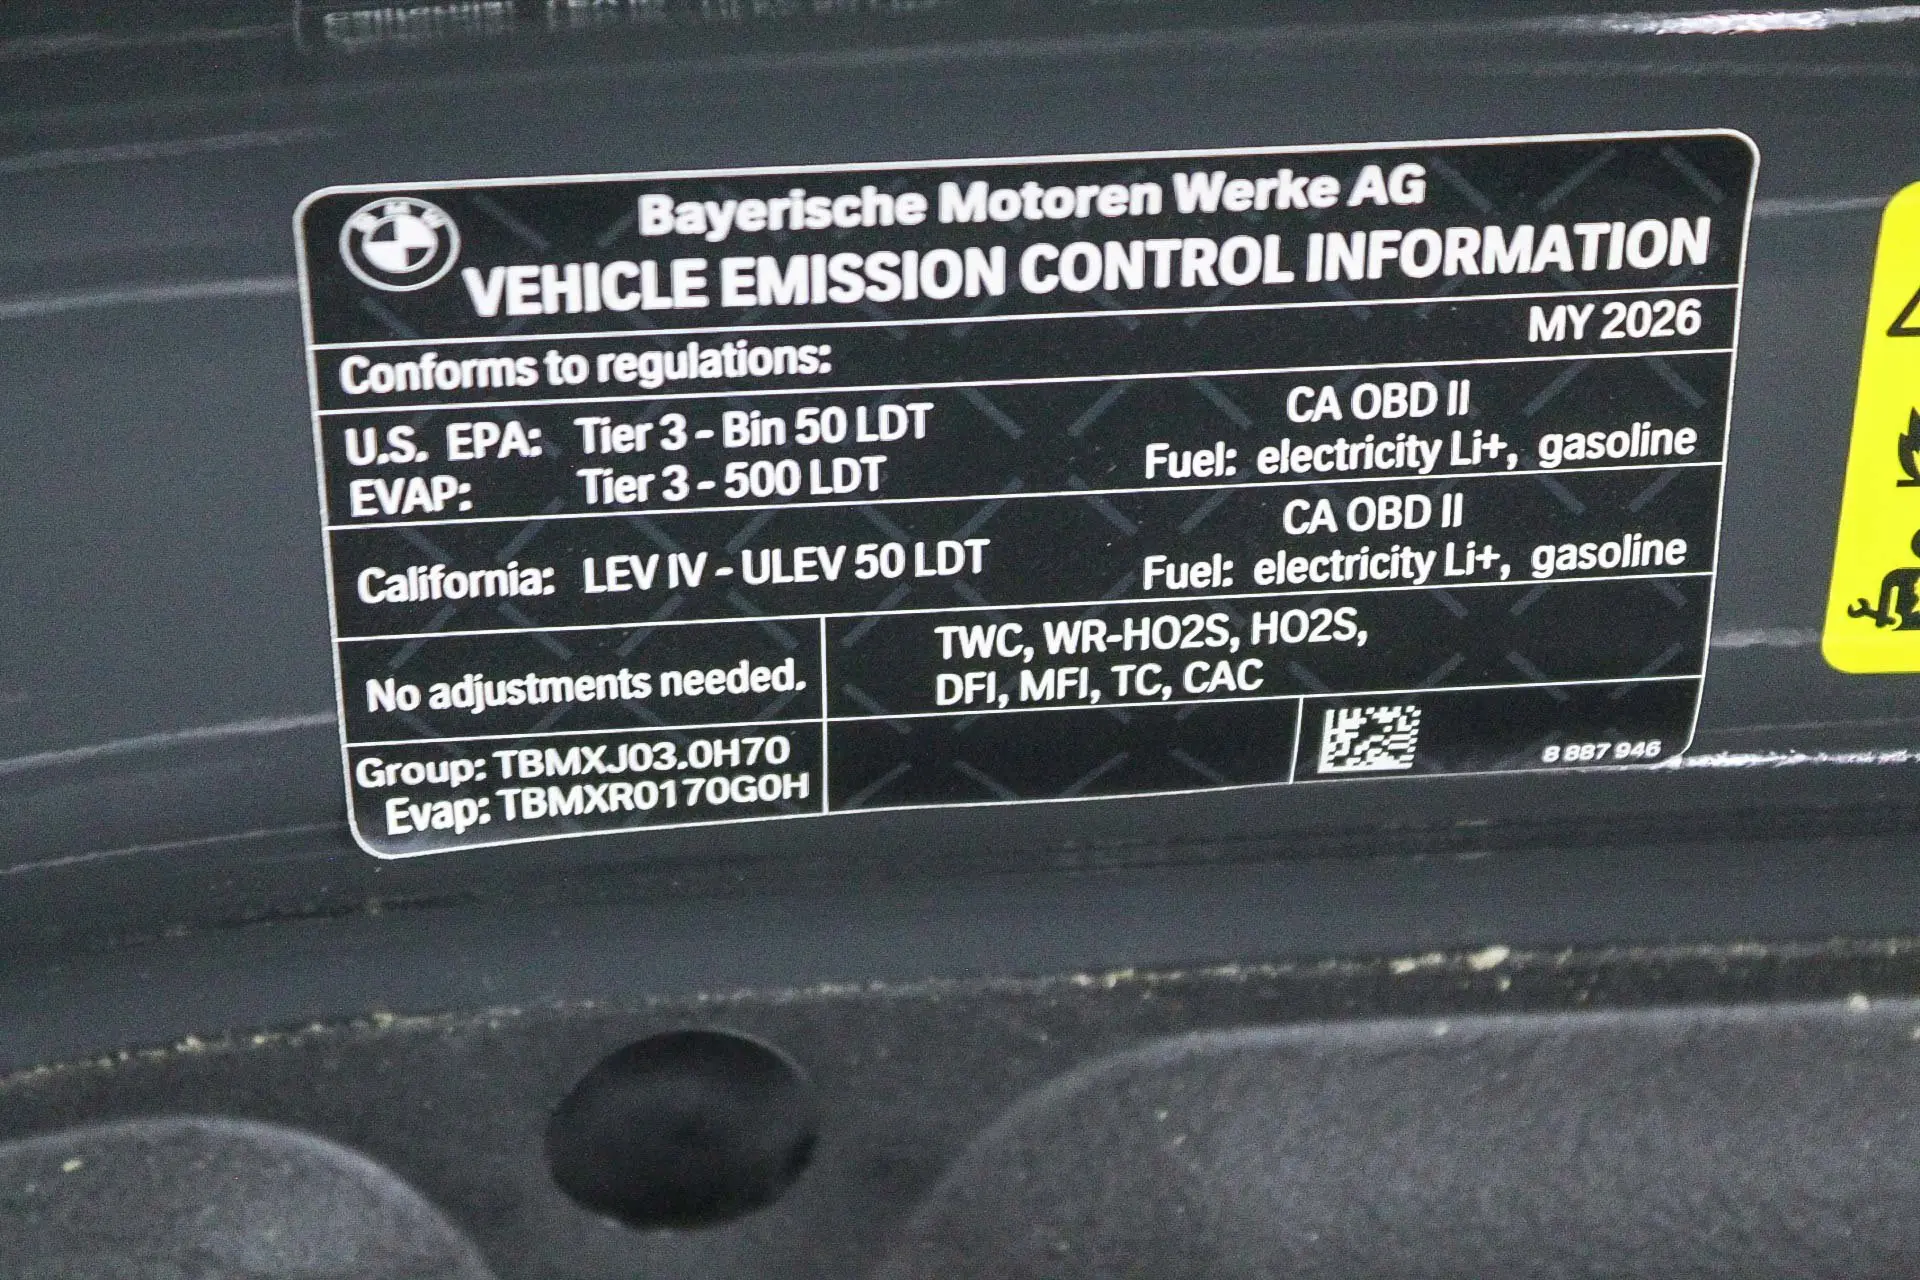 BMW
Bayerische Motoren Werke AG
VEHICLE EMISSION CONTROL INFORMATION
MY 2026
Conforms to regulations:
U.S. EPA: Tier 3 - Bin 50 LDT
EVAP: Tier 3 - 500 LDT
CA OBD II
Fuel: electricity Li+, gasoline
California: LEV IV - ULEV 50 LDT
CA OBD II
Fuel: electricity Li+, gasoline
No adjustments needed.
TWC, WR-HO2S, HO2S,
DFI, MFI, TC, CAC
Group: TBMXJ03.0H70
Evap: TBMXR0170G0H
8 887 946